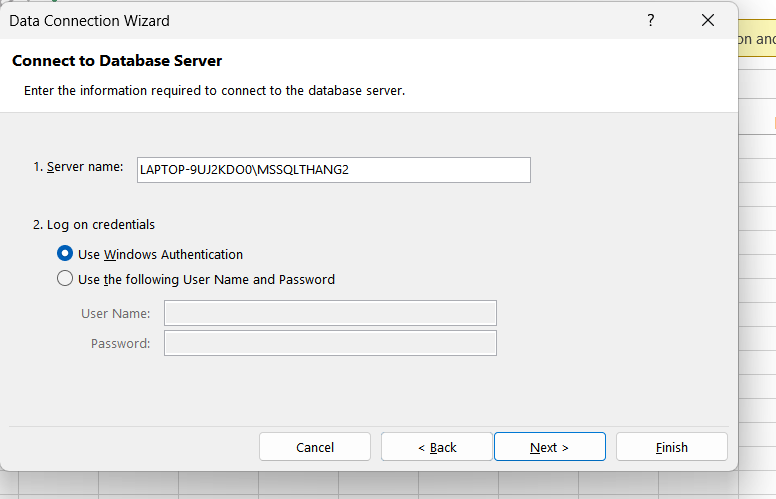 Data Connection Wizard ?
on and
Connect to Database Server
Enter the information required to connect to the database server.
1. Server name: LAPTOP-9UJ2KDO0\MSSQLTHANG2
2. Log on credentials
Use Windows Authentication
Use the following User Name and Password
User Name:
Password:
Cancel < Back Next > Finish